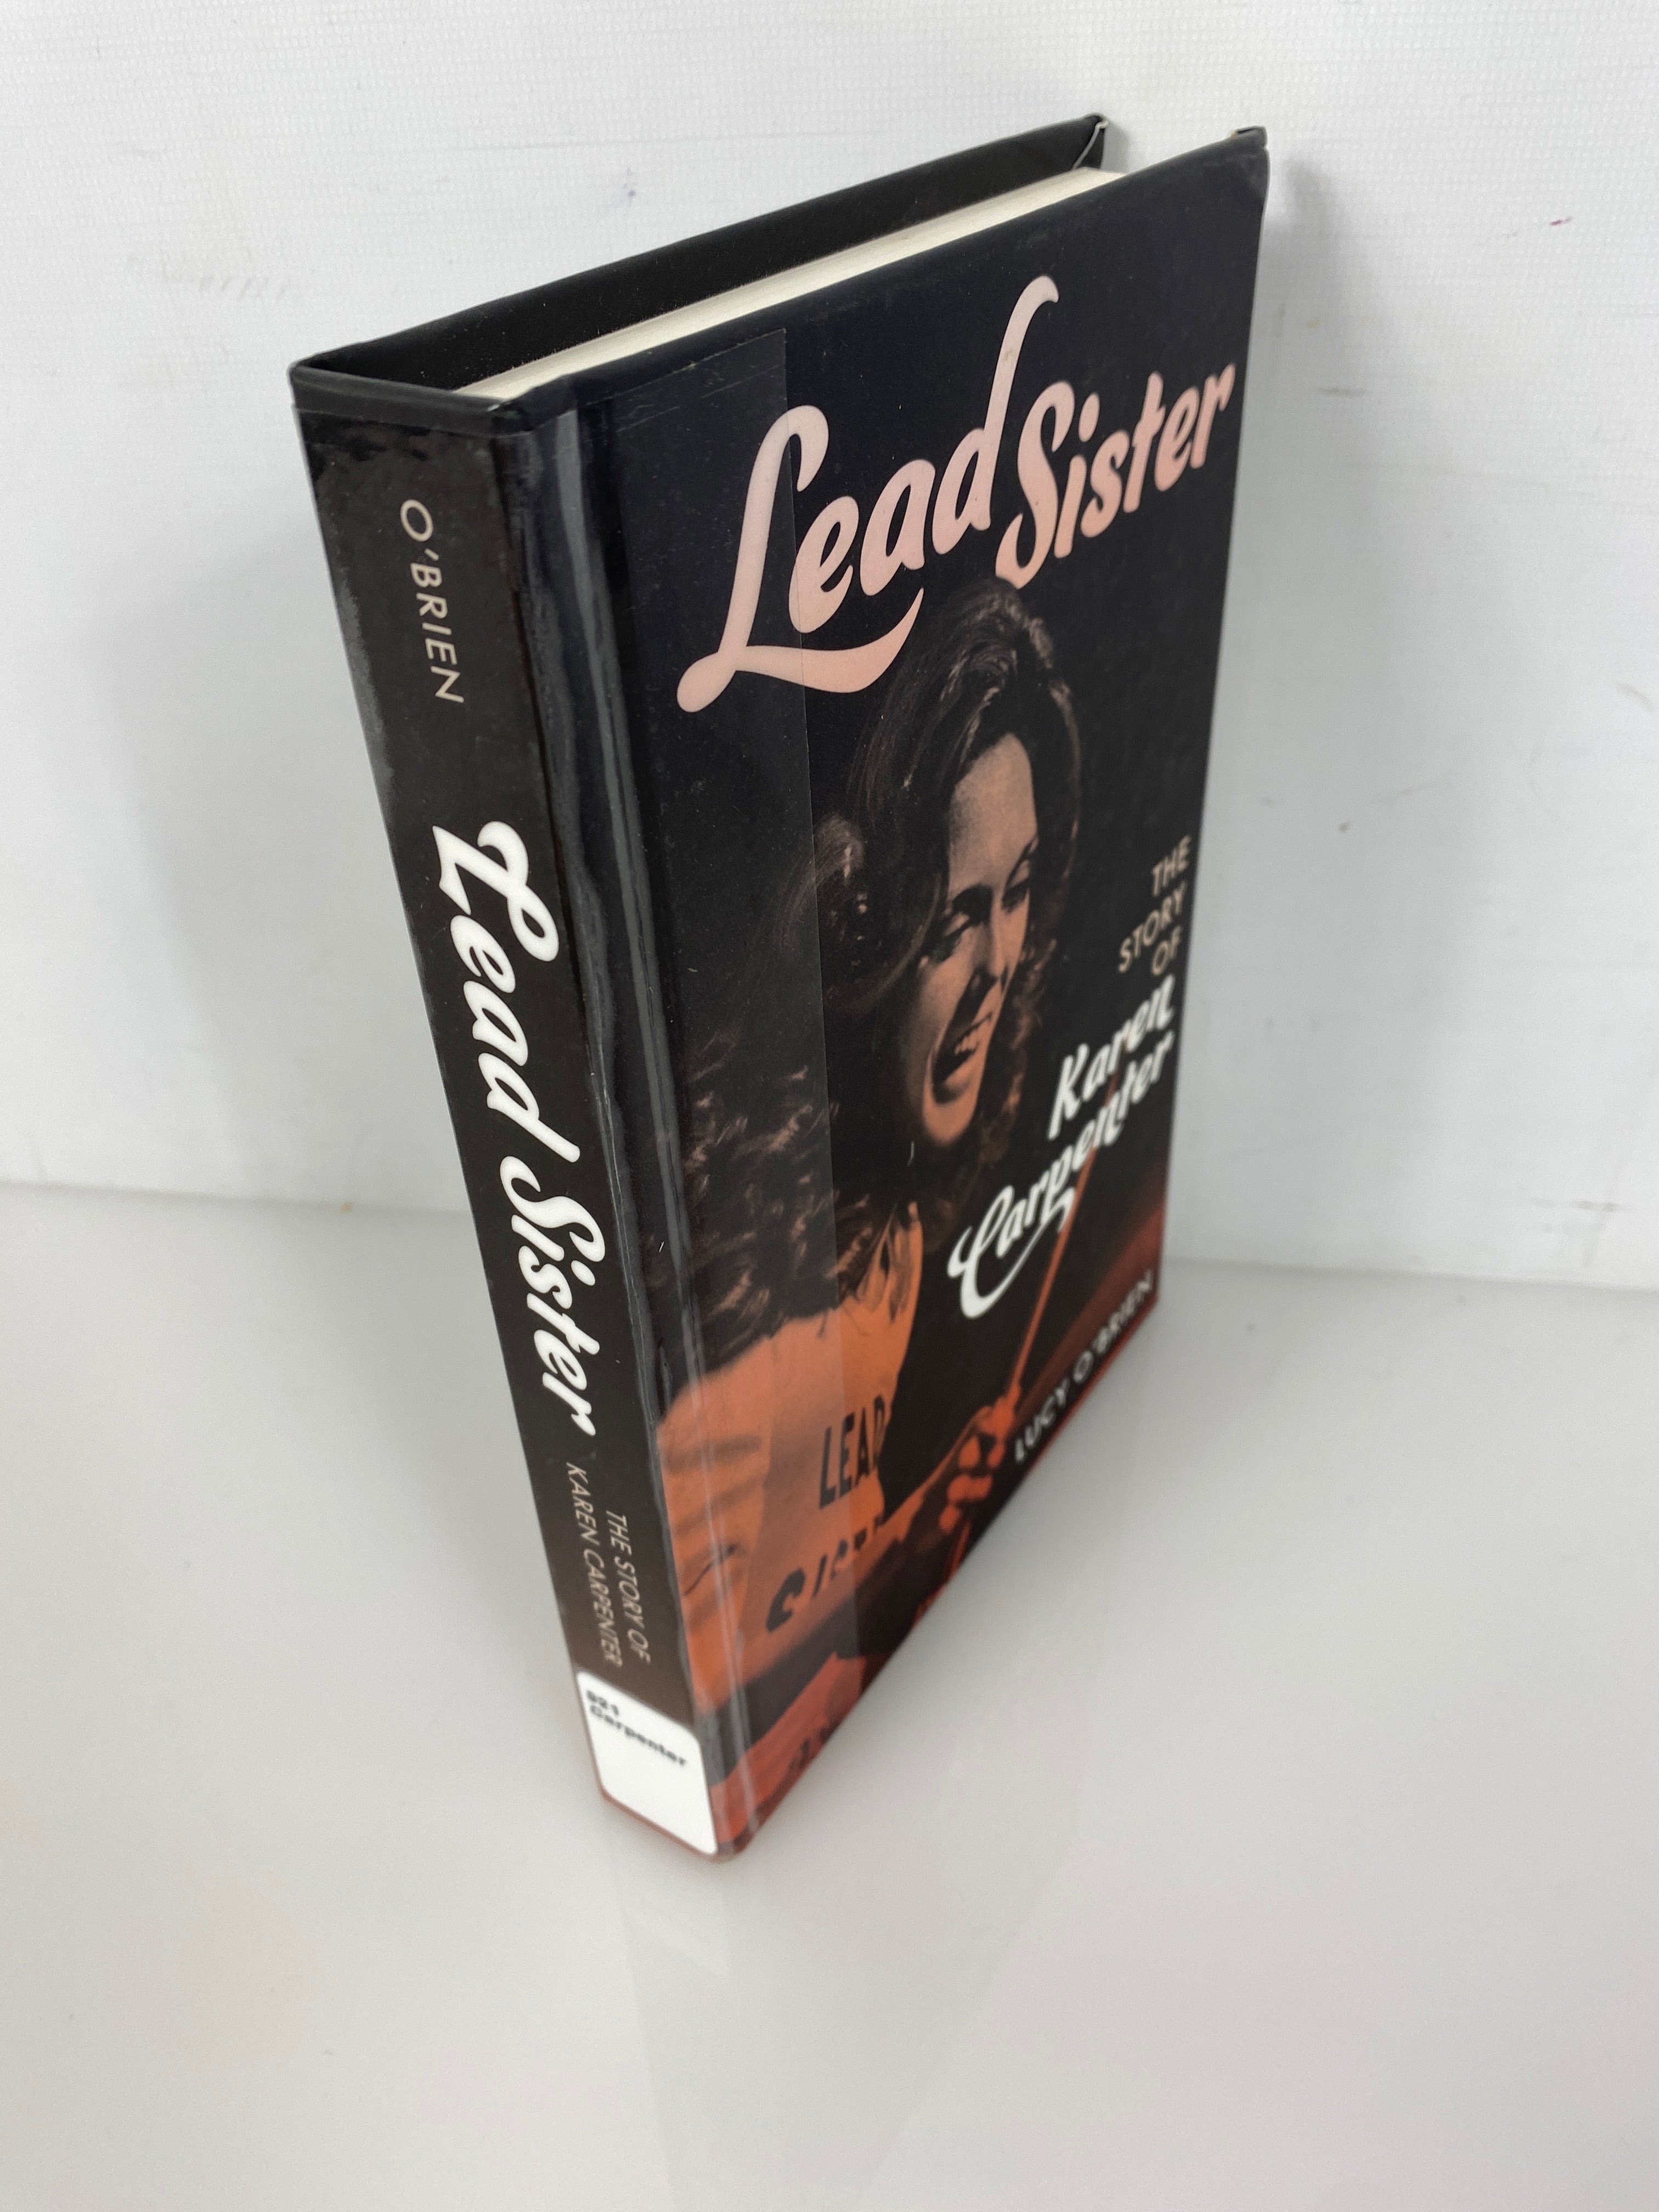 O'BRIEN
Lead Sister
THE STORY OF
KAREN CARPENTER
921
Carpenter
Lead Sister
THE
STORY
OF
Karen
Carpenter
LUCY O'BRIEN
LEAD